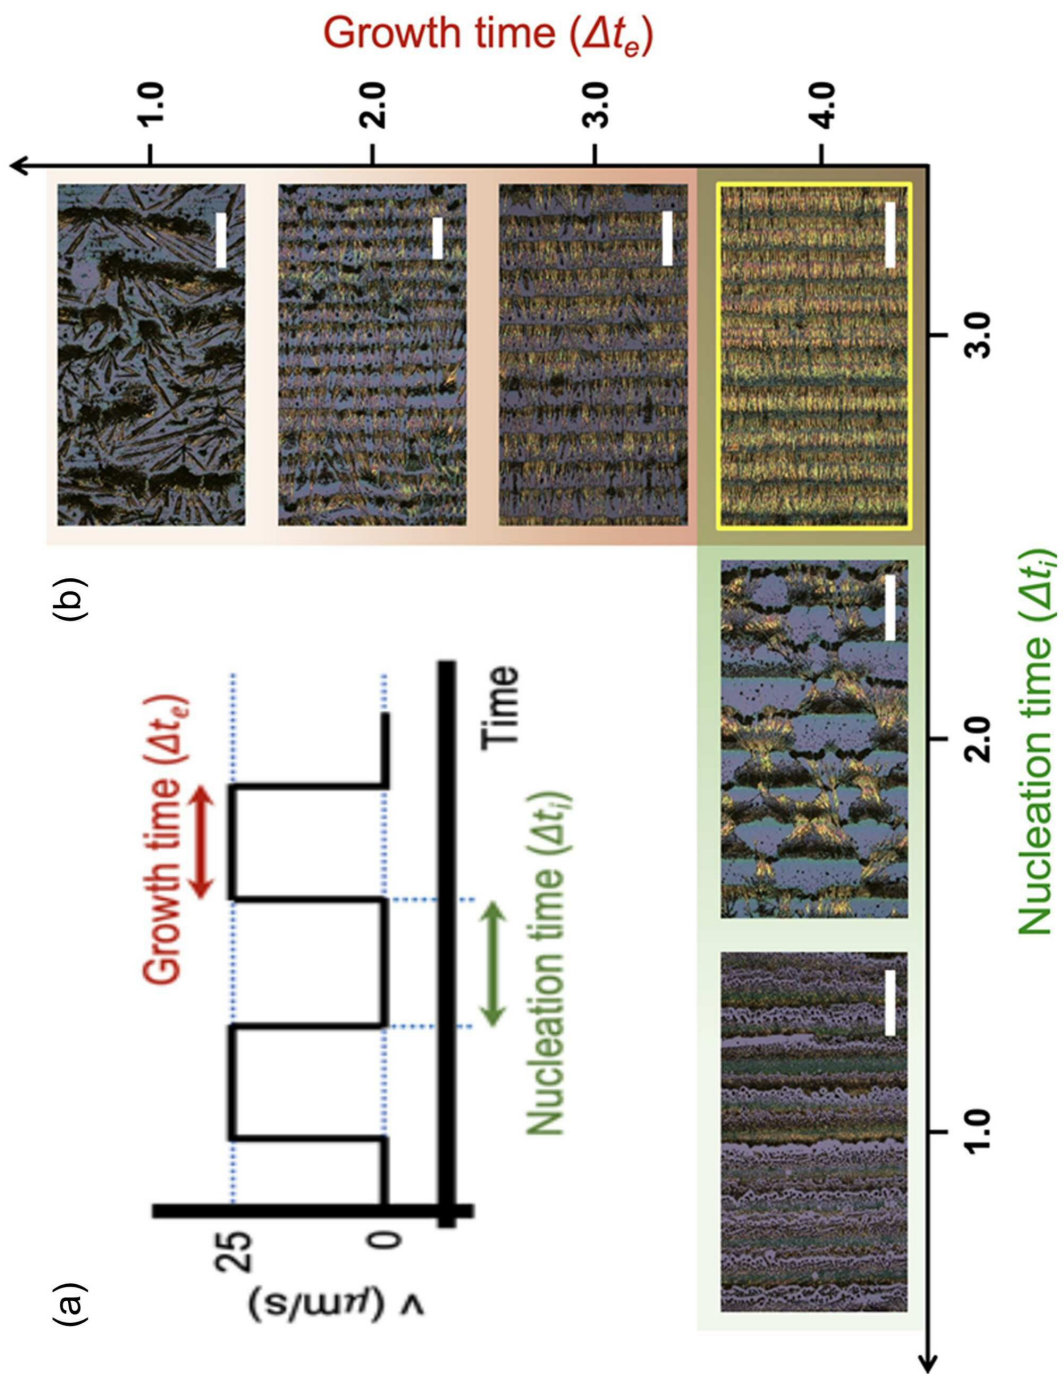 (a)
v (μm/s)
25
0
Growth time (Δtₑ)
Nucleation time (Δtᵢ)
Time
(b)
Growth time (Δtₑ)
1.0
2.0
3.0
4.0
1.0
2.0
3.0
Nucleation time (Δtᵢ)